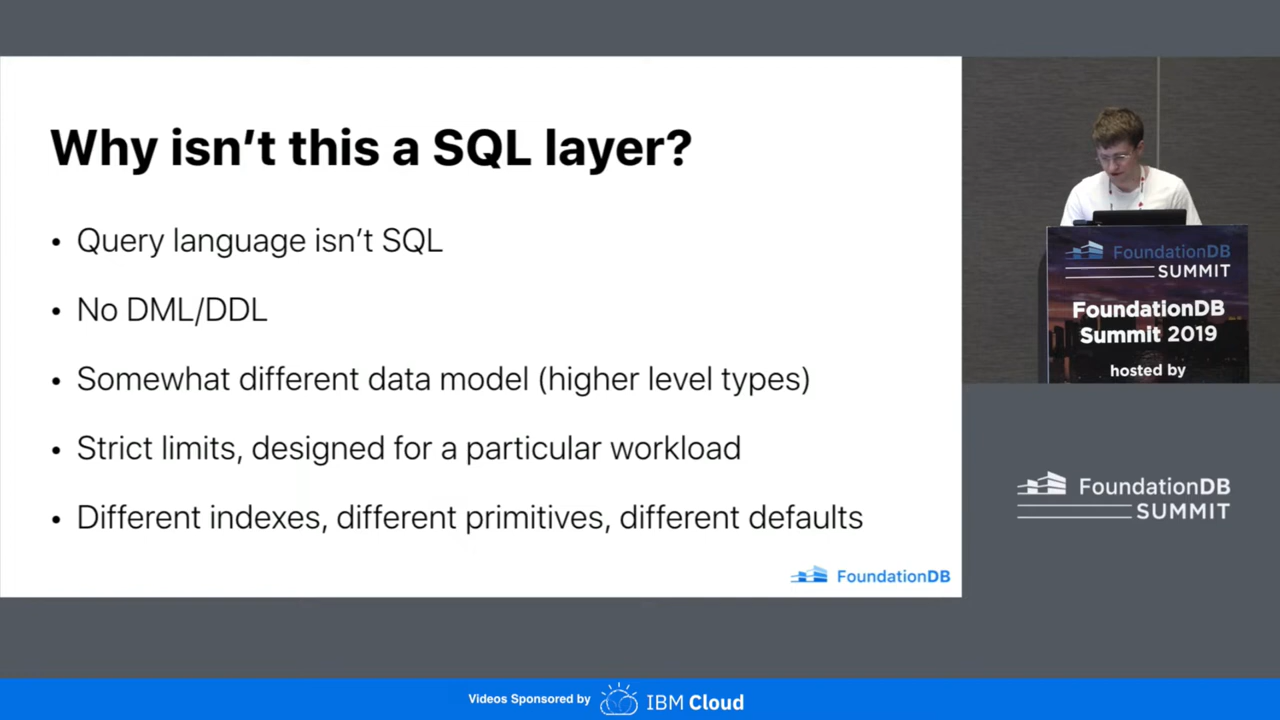 Why isn't this a SQL layer?
• Query language isn't SQL
• No DML/DDL
• Somewhat different data model (higher level types)
• Strict limits, designed for a particular workload
• Different indexes, different primitives, different defaults
FoundationDB
FoundationDB
SUMMIT
FoundationDB
Summit 2019
hosted by
FoundationDB
SUMMIT
Videos Sponsored by IBM Cloud